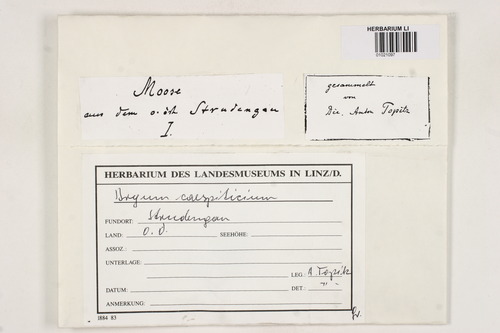 HERBARIUM LI
Moose
aus dem o.öst. Strudengau
I.
gesammelt
von
Dir. Anton Topitz
HERBARIUM DES LANDESMUSEUMS IN LINZ/D.
Bryum caespiticium
FUNDORT: Strudengau
LAND: O.Ö. SEEHÖHE:
ASSOZ.:
UNTERLAGE:
LEG.: A. Topitz
DATUM: DET.: " "
ANMERKUNG:
1884 83